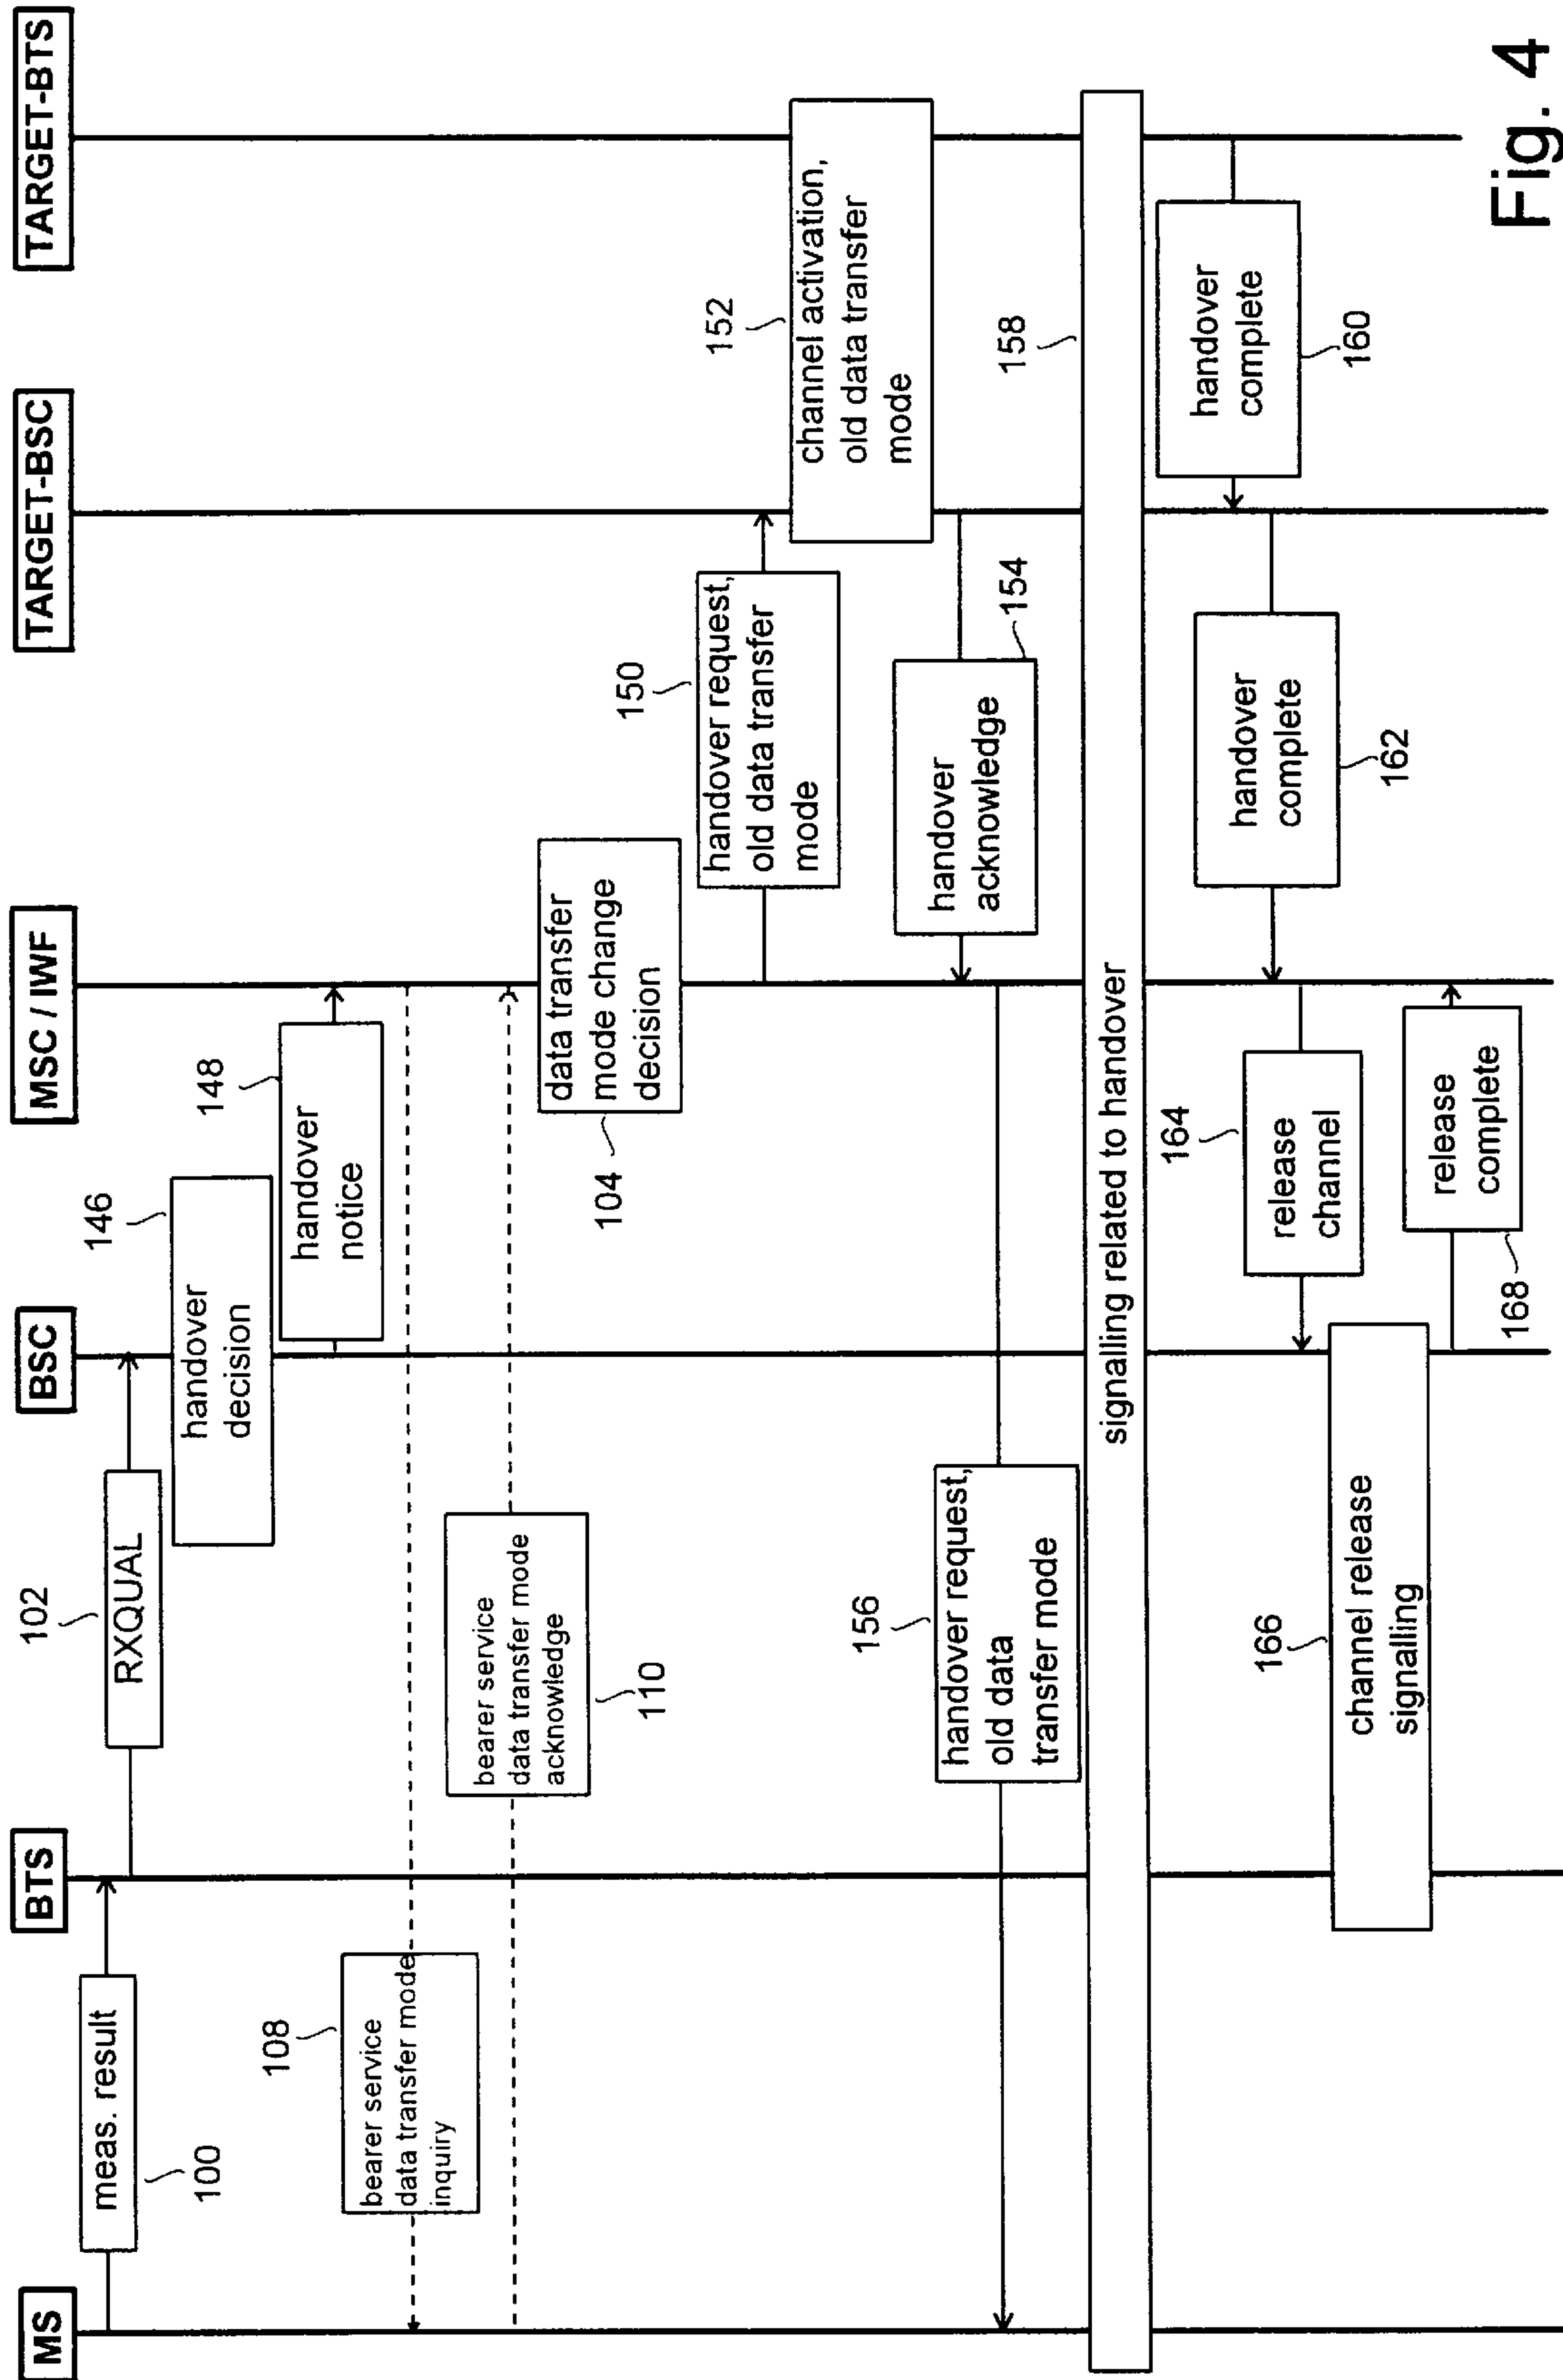 MS
BTS
BSC
MSC / IWF
TARGET-BSC
TARGET-BTS
meas. result
100
102
RXQUAL
146
handover
decision
148
handover
notice
108
bearer service
data transfer mode
inquiry
bearer service
data transfer mode
acknowledge
110
data transfer
mode change
decision
104
150
handover request,
old data transfer
mode
152
channel activation,
old data transfer
mode
handover
acknowledge
154
156
handover request,
old data
transfer mode
158
signalling related to handover
handover
complete
160
handover
complete
162
164
release
channel
166
channel release
signalling
release
complete
168
Fig. 4